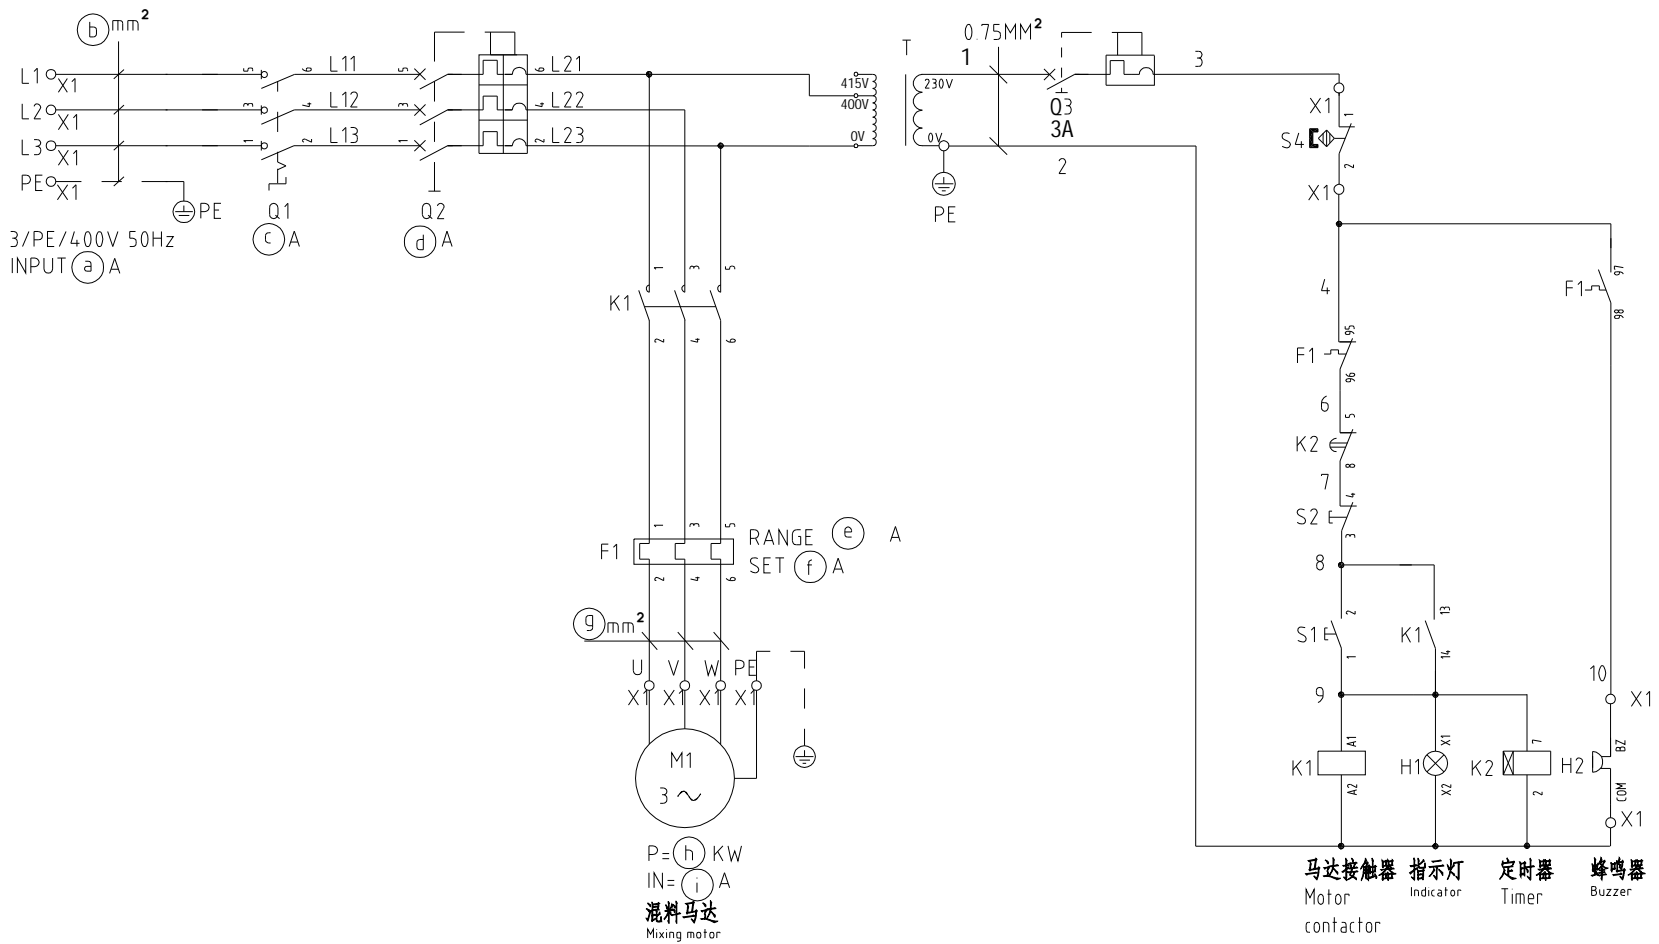 b mm²
L1 X1 5 6 L11 5 6 L21
L2 X1 3 4 L12 3 4 L22
L3 X1 1 2 L13 1 2 L23
PE X1
PE
Q1
c A
Q2
d A
3/PE/400V 50Hz
INPUT a A
T
415V
400V
0V
230V
0V
PE
0.75MM²
1
2
Q3
3A
3
X1
S4
1
2
X1
4
F1
95
96
6
K2
5
8
7
S2
4
3
8
S1
2
1
K1
13
14
9
F1
97
98
10
X1
K1
A1
A2
H1
X1
X2
K2
7
2
H2
BZ
COM
X1
马达接触器
Motor
contactor
指示灯
Indicator
定时器
Timer
蜂鸣器
Buzzer
K1
1 3 5
2 4 6
F1
1 3 5
2 4 6
RANGE e A
SET f A
g mm²
U V W PE
X1 X1 X1 X1
M1
3 ~
P= h KW
IN= i A
混料马达
Mixing motor